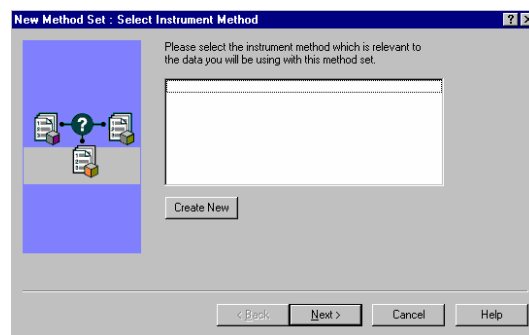 New Method Set : Select Instrument Method
Please select the instrument method which is relevant to
the data you will be using with this method set.
Create New
< Back
Next >
Cancel
Help